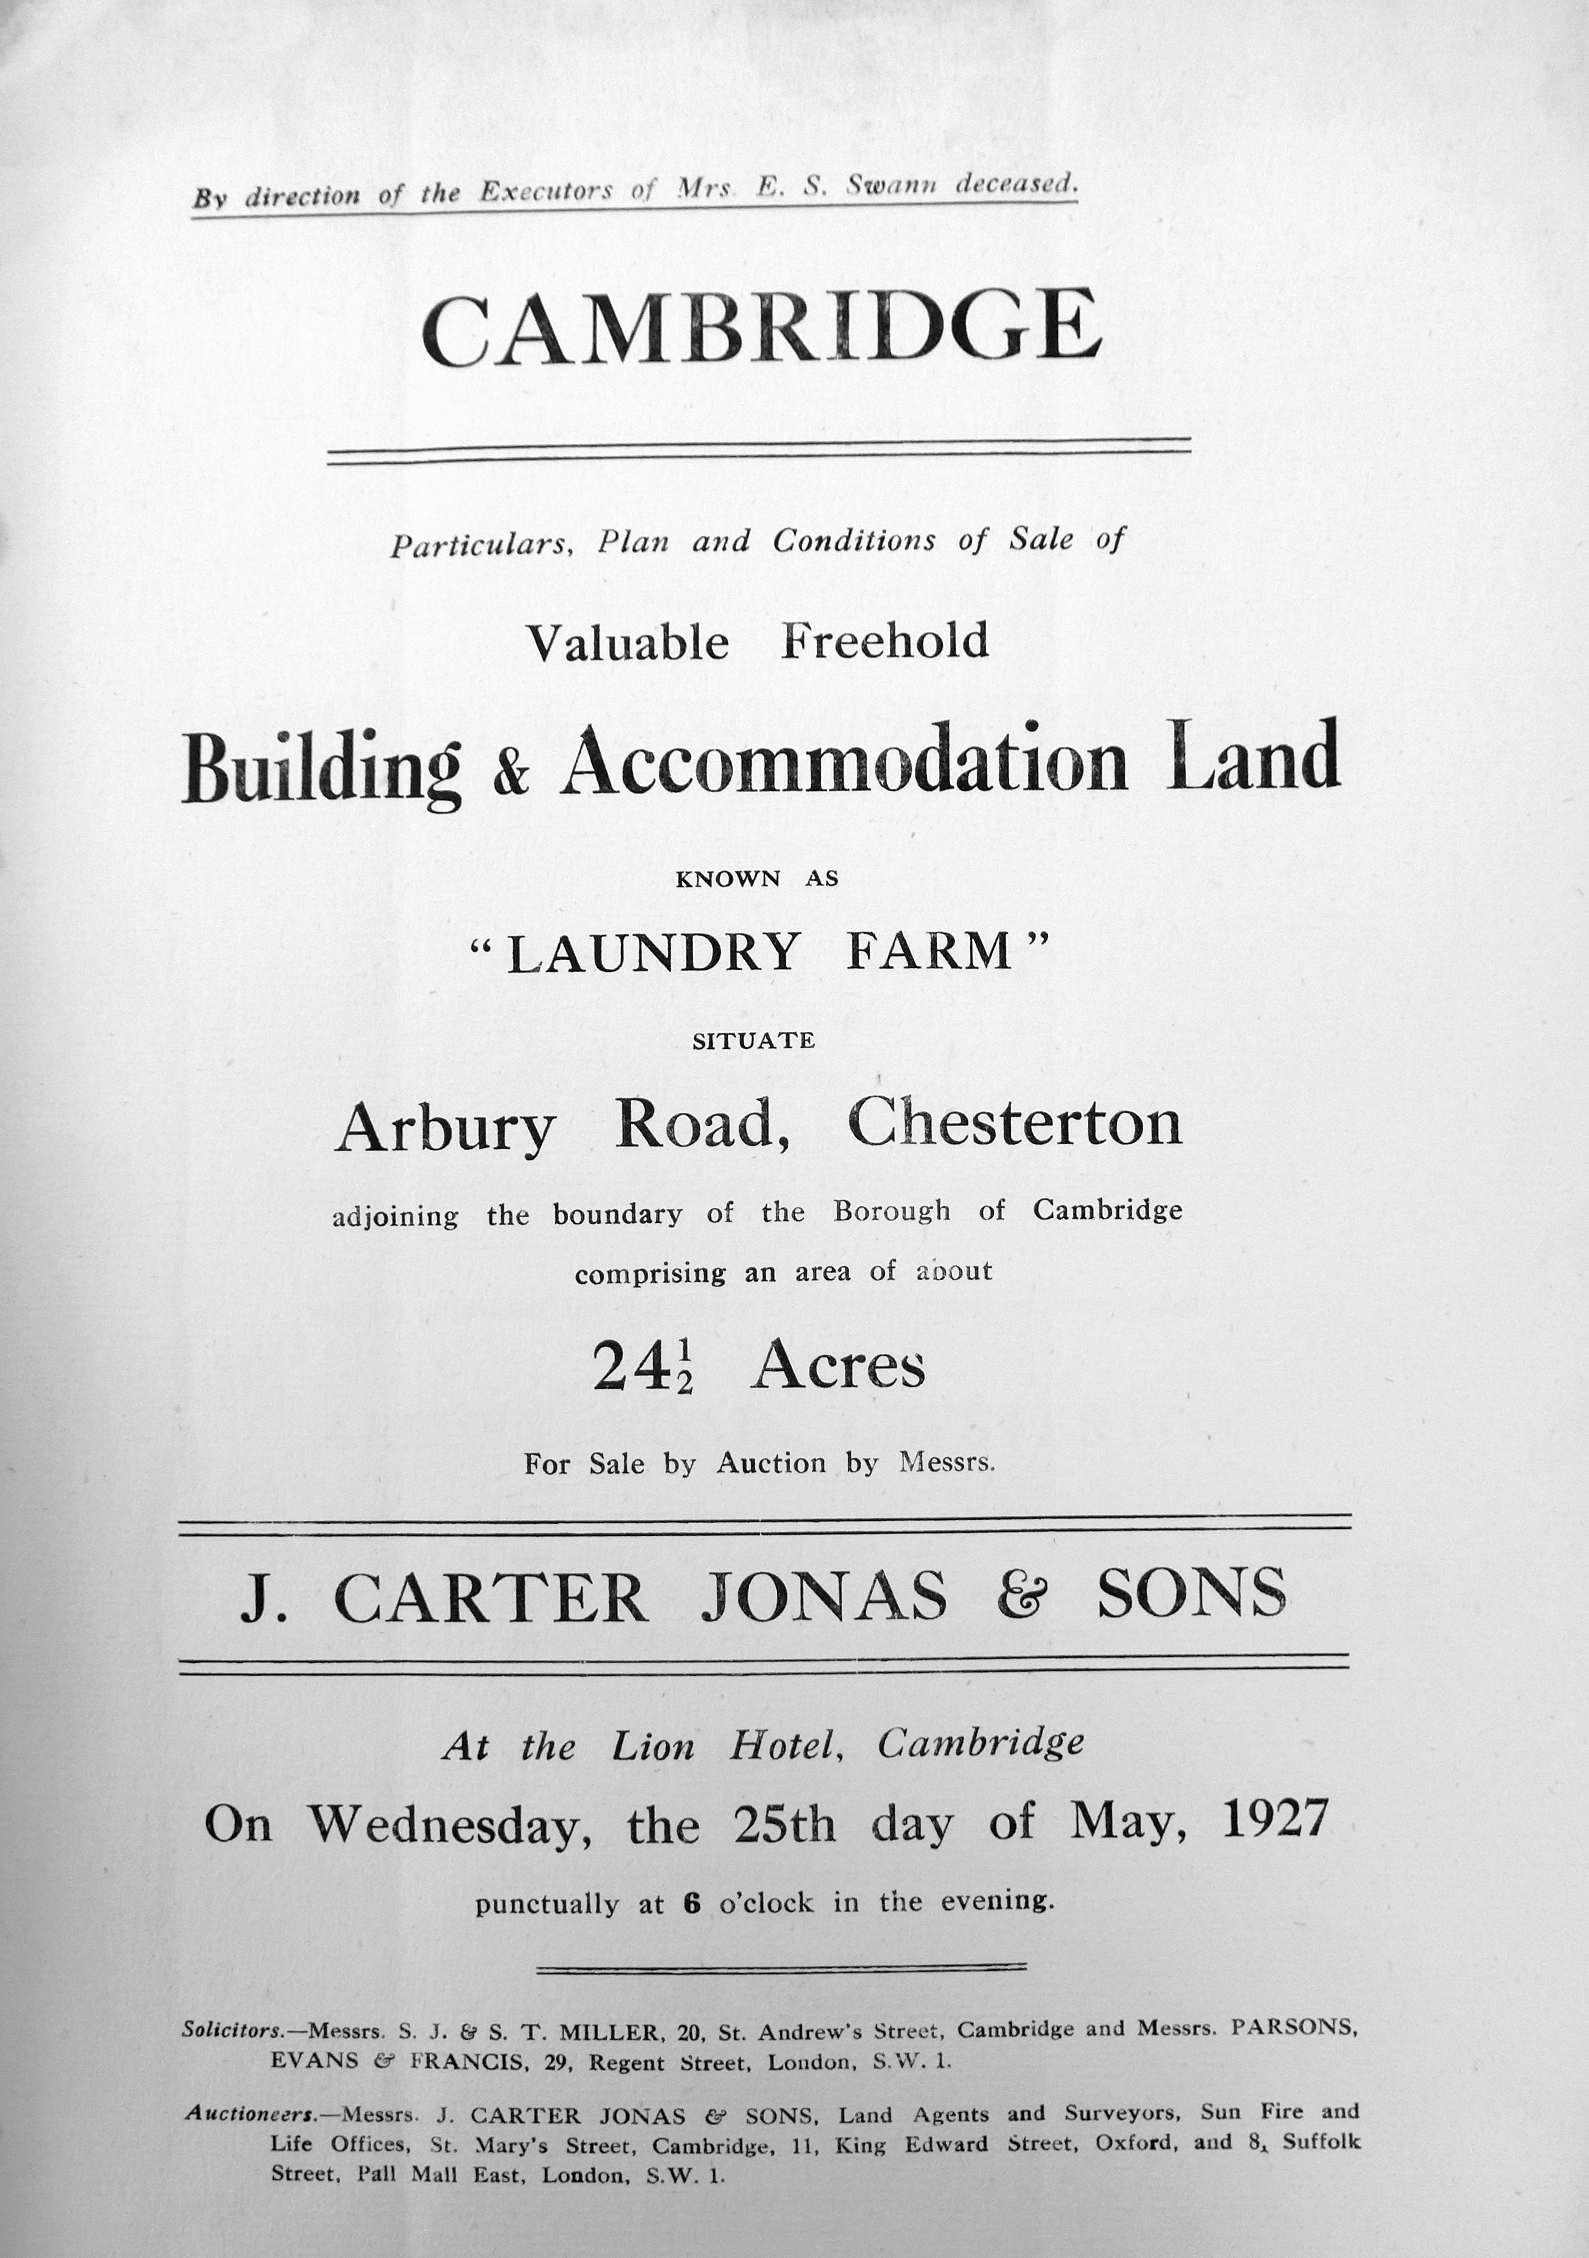 By direction of the Executors of Mrs. E. S. Swann deceased.
CAMBRIDGE
Particulars, Plan and Conditions of Sale of
Valuable Freehold
Building & Accommodation Land
KNOWN AS
“LAUNDRY FARM”
SITUATE
Arbury Road, Chesterton
adjoining the boundary of the Borough of Cambridge
comprising an area of about
24½ Acres
For Sale by Auction by Messrs.
J. CARTER JONAS & SONS
At the Lion Hotel, Cambridge
On Wednesday, the 25th day of May, 1927
punctually at 6 o’clock in the evening.
Solicitors.—Messrs. S. J. & S. T. MILLER, 20, St. Andrew’s Street, Cambridge and Messrs. PARSONS,
EVANS & FRANCIS, 29, Regent Street, London, S.W. 1.
Auctioneers.—Messrs. J. CARTER JONAS & SONS, Land Agents and Surveyors, Sun Fire and
Life Offices, St. Mary’s Street, Cambridge, 11, King Edward Street, Oxford, and 8, Suffolk
Street, Pall Mall East, London, S.W. 1.